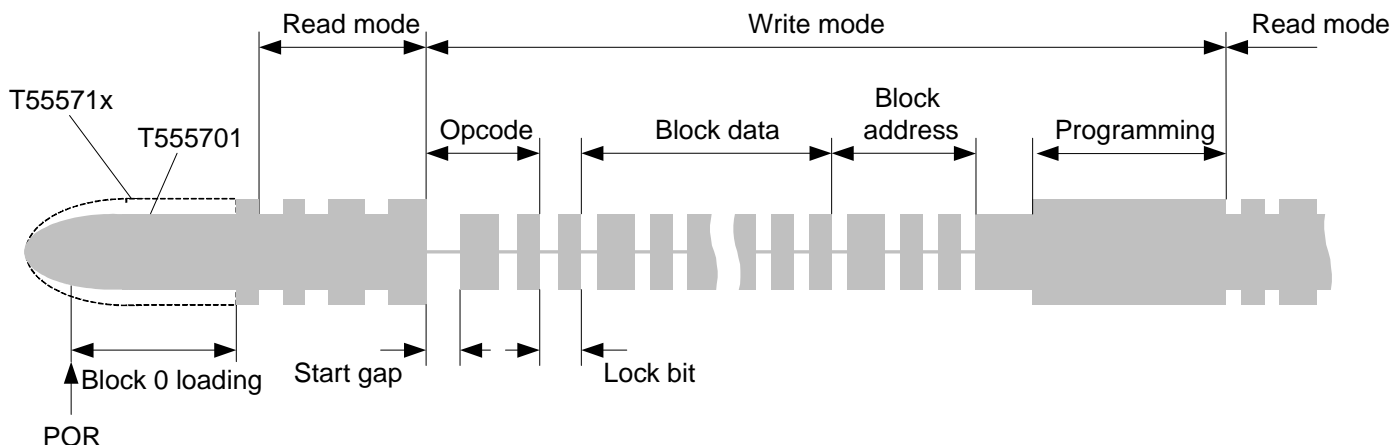 Read mode
Write mode
Read mode
T55571x
T555701
Opcode
Block data
Block
address
Programming
Block 0 loading
Start gap
Lock bit
POR